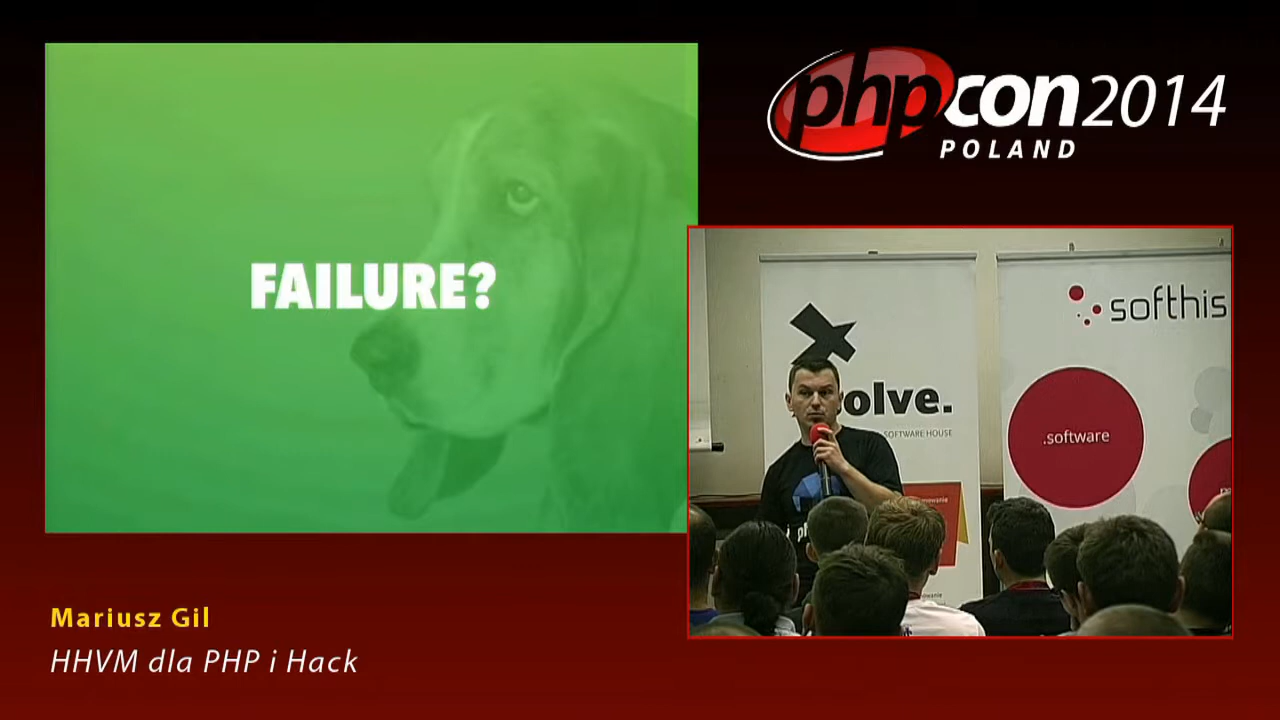 FAILURE?
phpcon2014
POLAND
olve.
SOFTWARE HOUSE
softhis
.software
Mariusz Gil
HHVM dla PHP i Hack